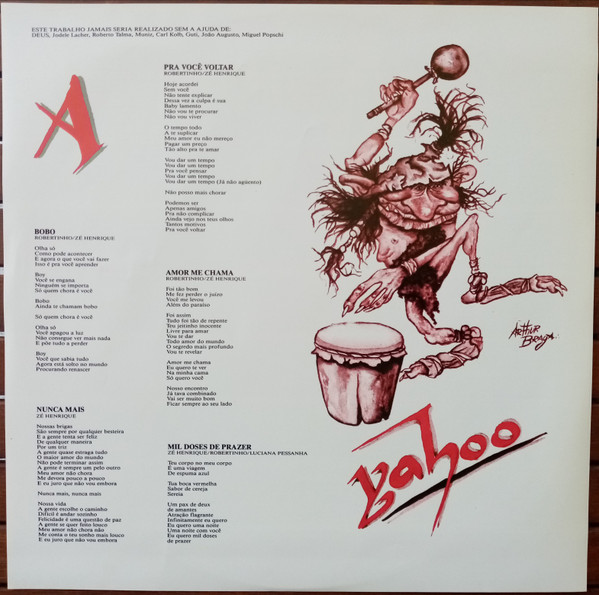 ESTE TRABALHO JAMAIS SERIA REALIZADO SEM A AJUDA DE:
DEUS, Jodele Lacher, Roberto Talma, Muniz, Carl Kolb, Guti, João Augusto, Miguel Popschi
A
PRA VOCÊ VOLTAR
ROBERTINHO/ZÉ HENRIQUE
Hoje acordei
Sem você
Não tente explicar
Dessa vez a culpa é sua
Baby lamento
Não vou te procurar
Não vou viver
O tempo todo
A te suplicar
Meu amor eu não mereço
Pagar um preço
Tão alto pra te amar
Vou dar um tempo
Vou dar um tempo
Pra você pensar
Vou dar um tempo
Vou dar um tempo (Já não agüento)
Não posso mais chorar
Podemos ser
Apenas amigos
Pra não complicar
Ainda vejo nos teus olhos
Tantos motivos
Pra você voltar
BOBO
ROBERTINHO/ZÉ HENRIQUE
Olha só
Como pode acontecer
E agora o que você vai fazer
Isso é pra você aprender
Boy
Você se engana
Ninguém se importa
Só quem chora é você
Bobo
Ainda te chamam bobo
Só quem chora é você
Olha só
Você apagou a luz
Não consegue ver mais nada
E põe tudo a perder
Boy
Você que sabia tudo
Agora está solto no mundo
Procurando renascer
AMOR ME CHAMA
ROBERTINHO/ZÉ HENRIQUE
Foi tão bom
Me fez perder o juízo
Você me levou
Além do paraíso
Foi assim
Tudo foi tão de repente
Teu jeitinho inocente
Livre para amar
Vou te dar
Todo amor do mundo
O segredo mais profundo
Vou te revelar
Amor me chama
Eu quero te ver
Na minha cama
Só quero você
Nosso encontro
Já tava combinado
Vai ser muito bom
Ficar sempre ao seu lado
NUNCA MAIS
ZÉ HENRIQUE
Nossas brigas
São sempre por qualquer besteira
E a gente tenta ser feliz
De qualquer maneira
Por um triz
A gente quase estraga tudo
O maior amor do mundo
Não pode terminar assim
A gente é sempre um pelo outro
Meu amor não chora
Me devora pouco a pouco
E eu juro que não vou embora
Nunca mais, nunca mais
Nossa vida
A gente escolhe o caminho
Difícil é andar sozinho
Felicidade é uma questão de paz
A gente se quer feito louco
Meu amor não chora não
Me conta o teu sonho mais louco
E eu juro que não vou embora
MIL DOSES DE PRAZER
ZÉ HENRIQUE/ROBERTINHO/LUCIANA PESSANHA
Teu corpo no meu corpo
É uma viagem
De espuma azul
Tua boca vermelha
Sabor de cereja
Sereia
Um par de deux
de amantes
Atração flagrante
Infinitamente eu quero
Eu quero uma noite
Uma noite com você
Eu quero mil doses
de prazer
ARTHUR
BRAGA
yahoo